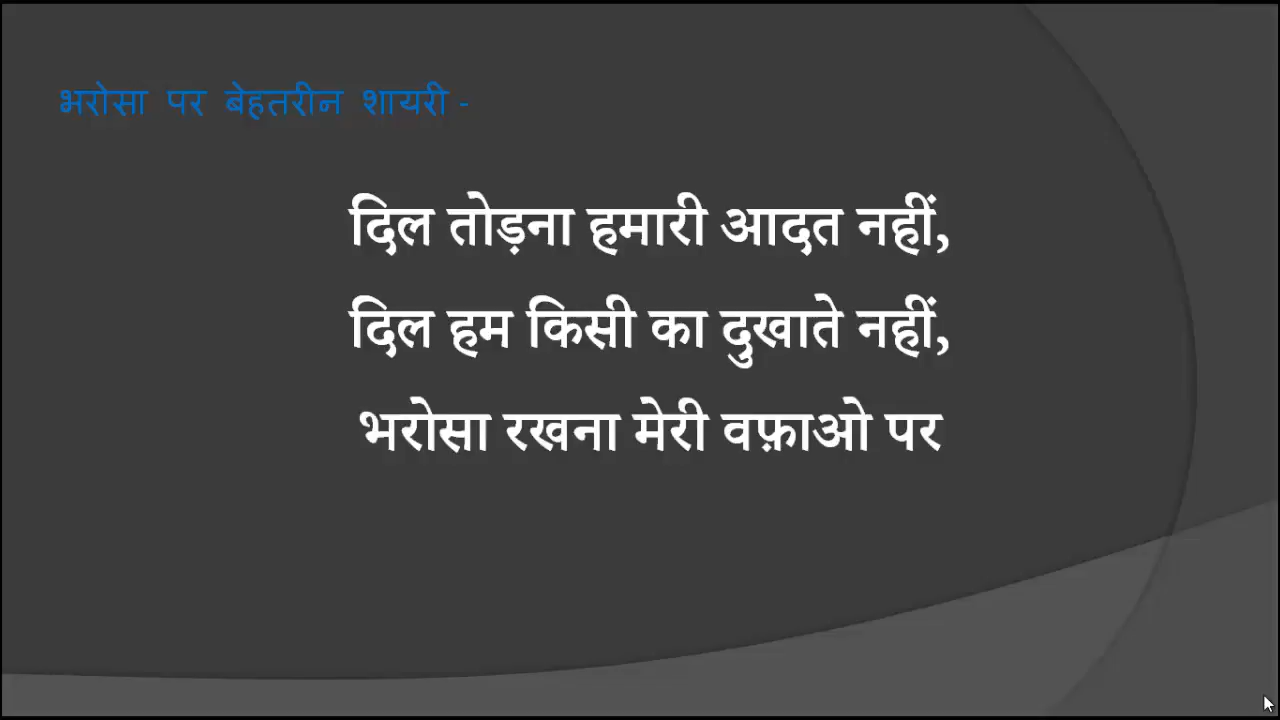 भरोसा पर बेहतरीन शायरी -
दिल तोड़ना हमारी आदत नहीं,
दिल हम किसी का दुखाते नहीं,
भरोसा रखना मेरी वफ़ाओ पर